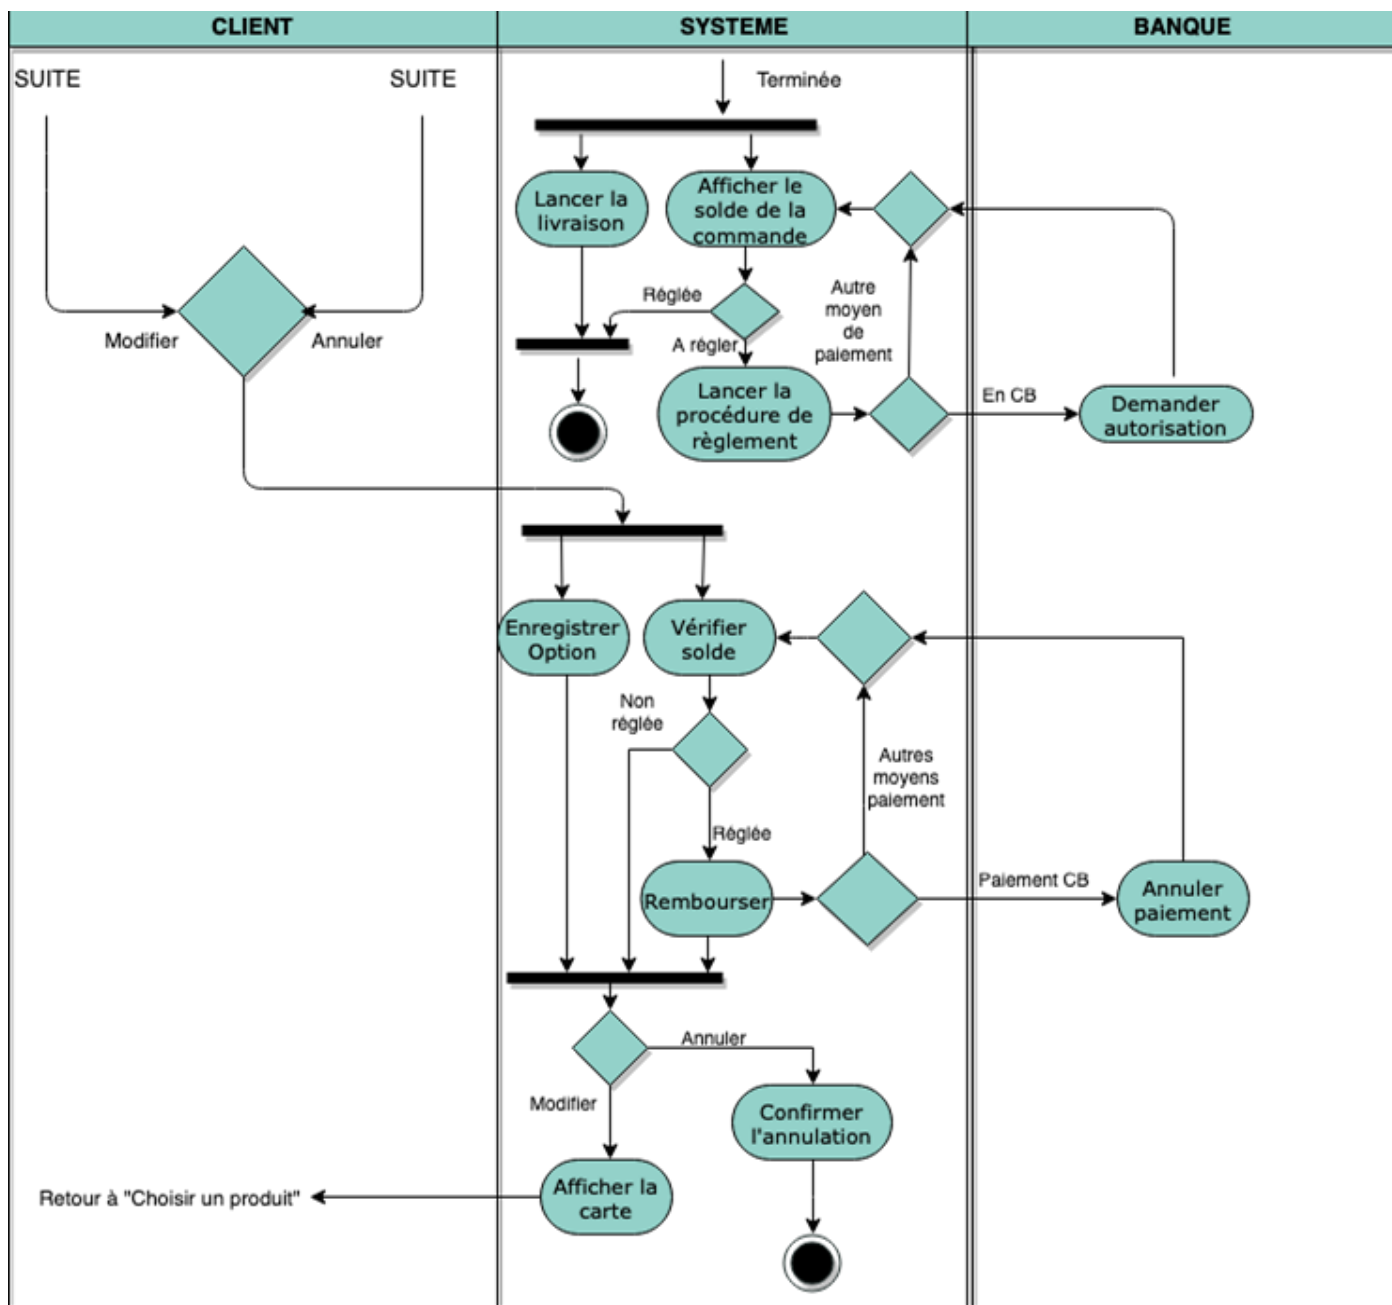 CLIENT
SYSTEME
BANQUE
SUITE
SUITE
Terminée
Lancer la
livraison
Afficher le
solde de la
commande
Modifier
Annuler
Réglée
A régler
Autre
moyen
de
paiement
Lancer la
procédure de
règlement
En CB
Demander
autorisation
Enregistrer
Option
Vérifier
solde
Non
réglée
Autres
moyens
paiement
Réglée
Rembourser
Paiement CB
Annuler
paiement
Annuler
Modifier
Confirmer
l'annulation
Afficher la
carte
Retour à "Choisir un produit"